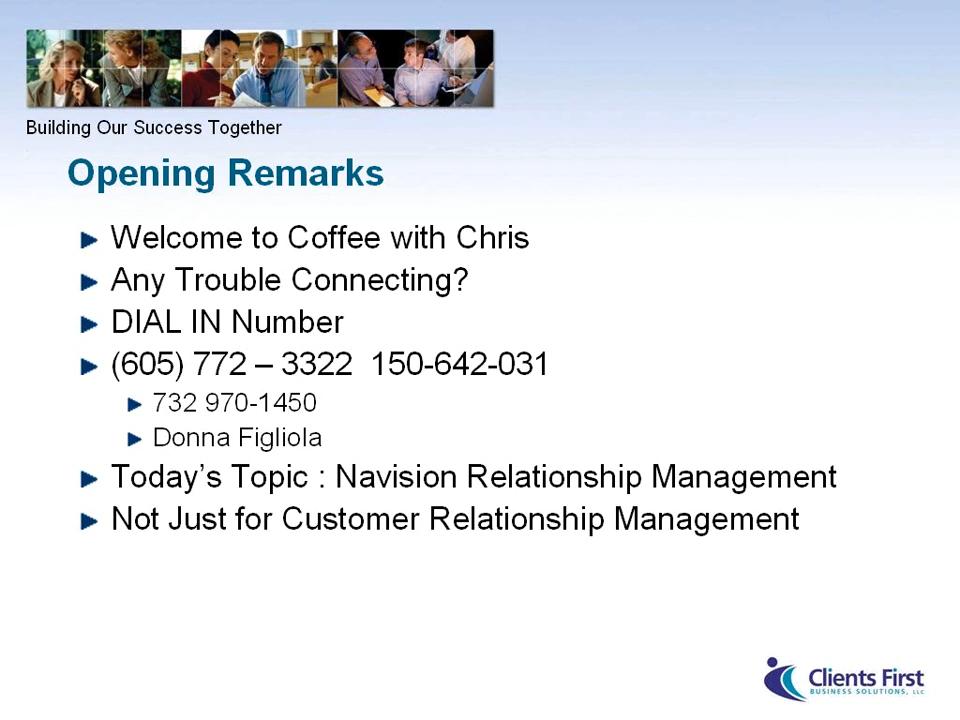 Building Our Success Together
Opening Remarks
Welcome to Coffee with Chris
Any Trouble Connecting?
DIAL IN Number
(605) 772 – 3322  150-642-031
732 970-1450
Donna Figliola
Today’s Topic : Navision Relationship Management
Not Just for Customer Relationship Management
Clients First
BUSINESS SOLUTIONS, LLC